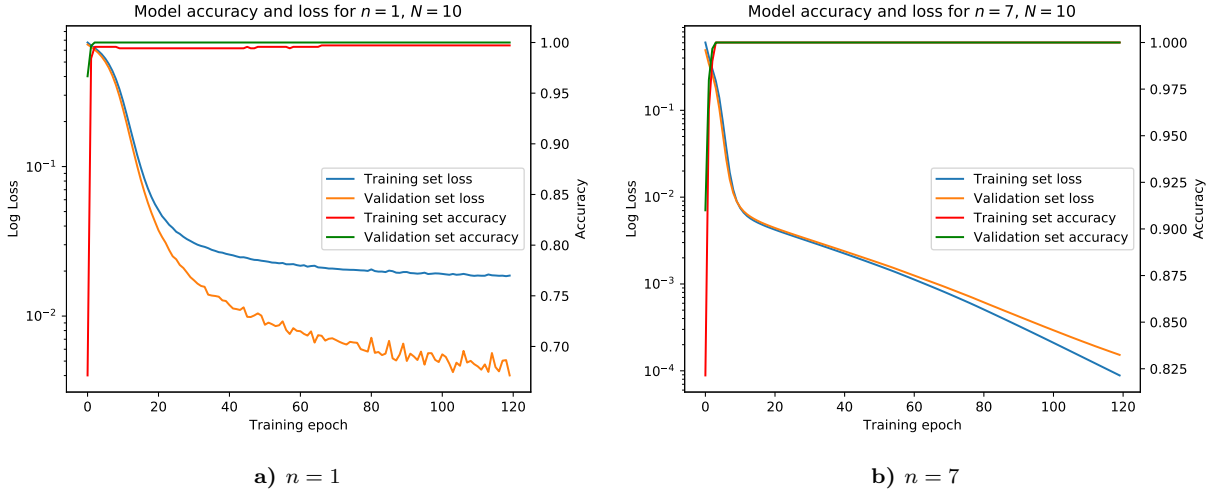 Model accuracy and loss for n = 1, N = 10
10⁻¹
10⁻²
Log Loss
1.00
0.95
0.90
0.85
0.80
0.75
0.70
Accuracy
Training set loss
Validation set loss
Training set accuracy
Validation set accuracy
0 20 40 60 80 100 120
Training epoch
a) n = 1
Model accuracy and loss for n = 7, N = 10
10⁻¹
10⁻²
10⁻³
10⁻⁴
Log Loss
1.000
0.975
0.950
0.925
0.900
0.875
0.850
0.825
Accuracy
Training set loss
Validation set loss
Training set accuracy
Validation set accuracy
0 20 40 60 80 100 120
Training epoch
b) n = 7